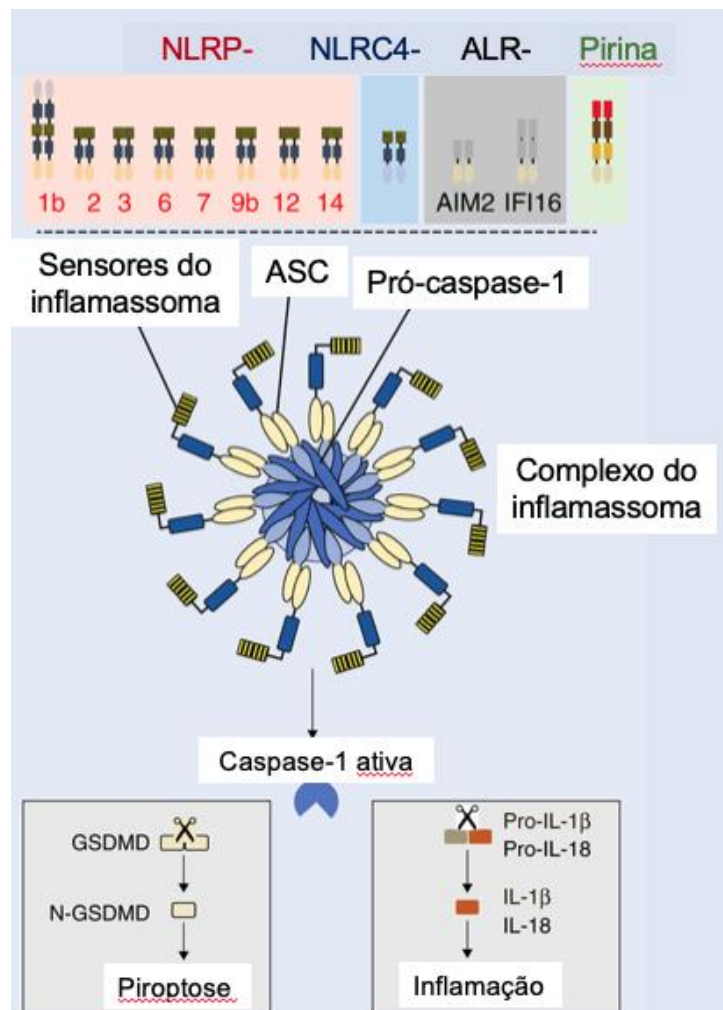 NLRP-
NLRC4-
ALR-
Pirina
1b 2 3 6 7 9b 12 14
AIM2 IFI16
Sensores do
inflamassoma
ASC
Pró-caspase-1
Complexo do
inflamassoma
Caspase-1 ativa
GSDMD
N-GSDMD
Piroptose
Pro-IL-1β
Pro-IL-18
IL-1β
IL-18
Inflamação